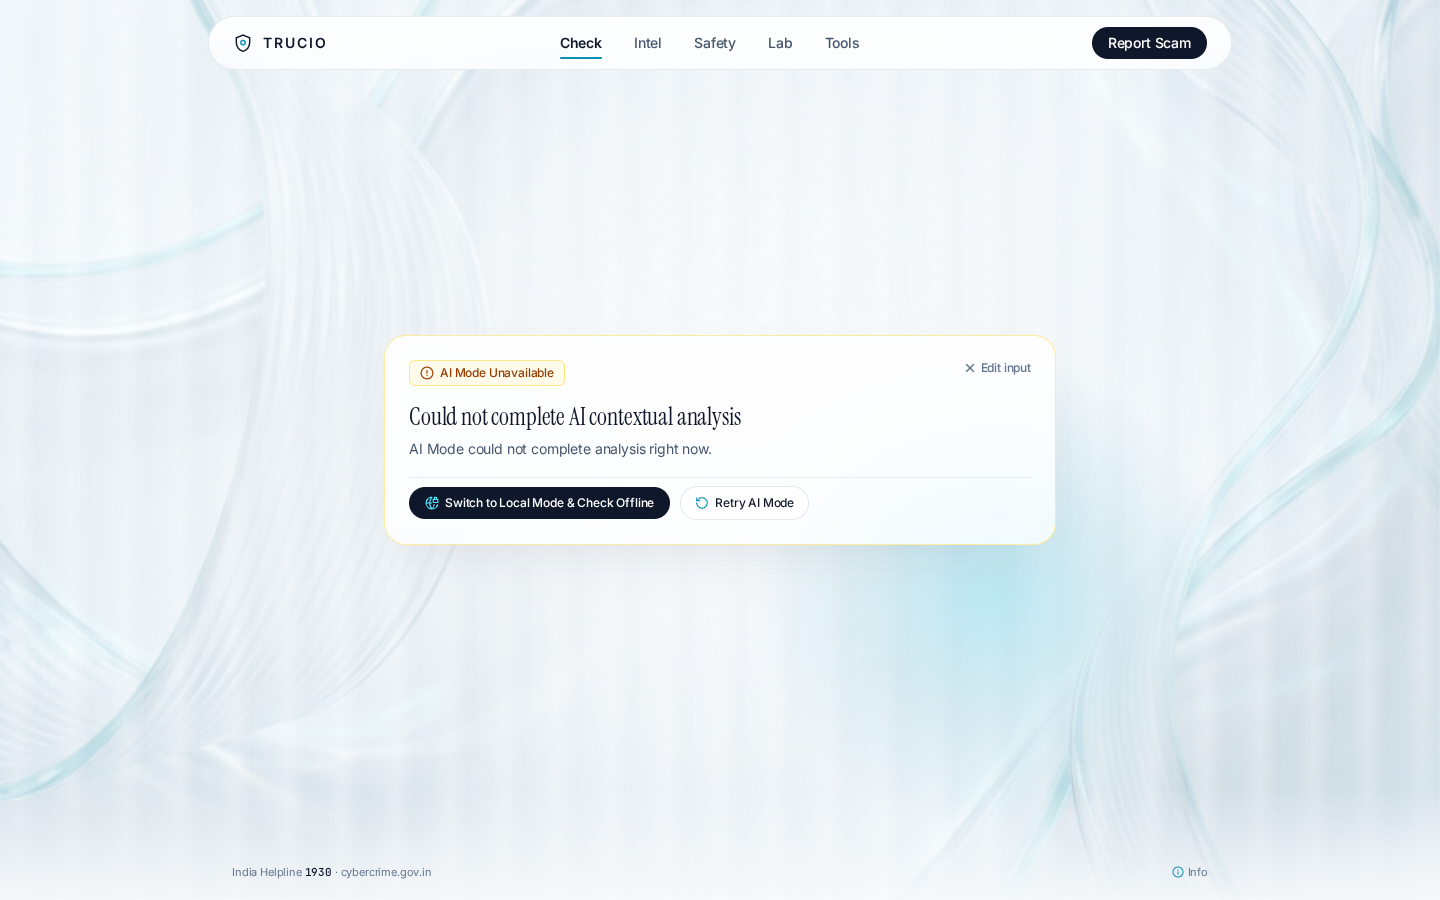 TRUCIO
Check Intel Safety Lab Tools
Report Scam
AI Mode Unavailable
Edit input
Could not complete AI contextual analysis
AI Mode could not complete analysis right now.
Switch to Local Mode & Check Offline
Retry AI Mode
India Helpline 1930 · cybercrime.gov.in
Info